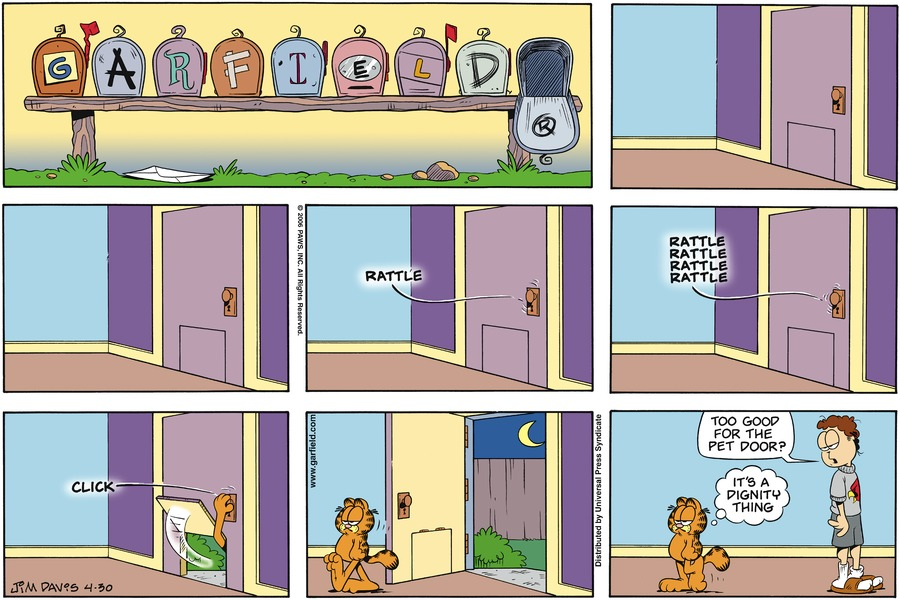 GARFIELD
R
© 2006 PAWS, INC. All Rights Reserved.
RATTLE
RATTLE
RATTLE
RATTLE
RATTLE
CLICK
JIM DAVIS 4-30
www.garfield.com
Distributed by Universal Press Syndicate
TOO GOOD
FOR THE
PET DOOR?
IT'S A
DIGNITY
THING